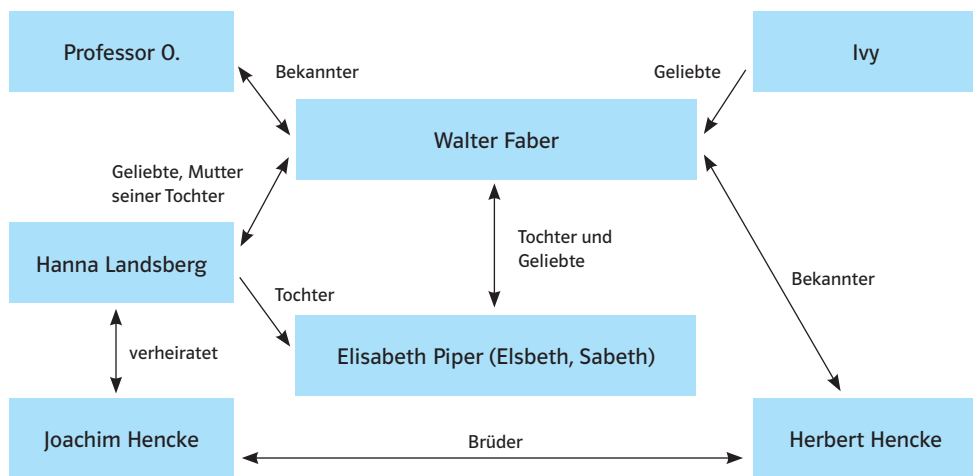 Professor O.
Ivy
Bekannter
Geliebte
Walter Faber
Geliebte, Mutter
seiner Tochter
Tochter und
Geliebte
Hanna Landsberg
Bekannter
Tochter
verheiratet
Elisabeth Piper (Elsbeth, Sabeth)
Joachim Hencke
Brüder
Herbert Hencke